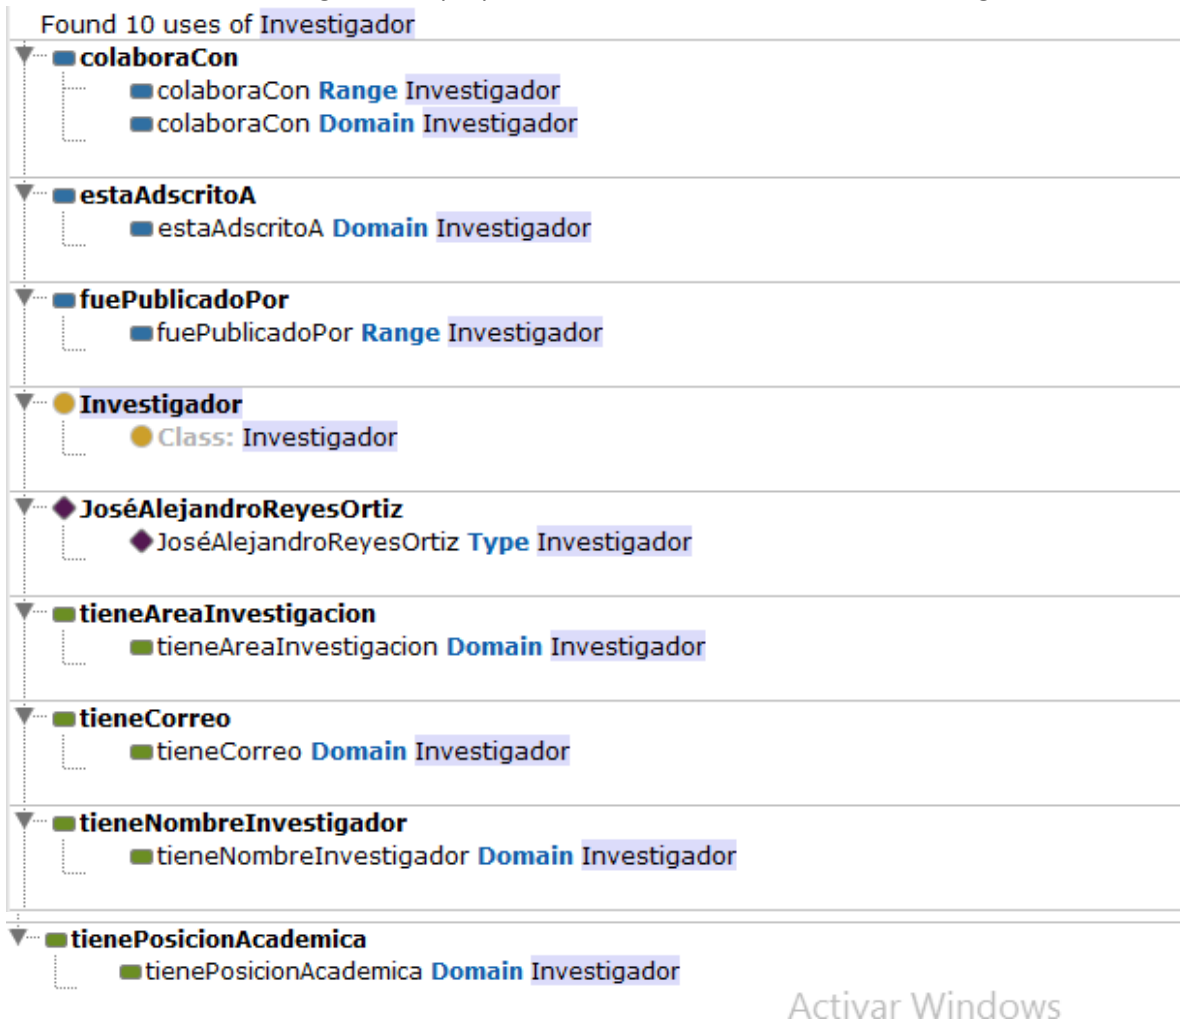 Found 10 uses of Investigador
colaboraCon
colaboraCon Range Investigador
colaboraCon Domain Investigador
estaAdscritoA
estaAdscritoA Domain Investigador
fuePublicadoPor
fuePublicadoPor Range Investigador
Investigador
Class: Investigador
JoséAlejandroReyesOrtiz
JoséAlejandroReyesOrtiz Type Investigador
tieneAreaInvestigacion
tieneAreaInvestigacion Domain Investigador
tieneCorreo
tieneCorreo Domain Investigador
tieneNombreInvestigador
tieneNombreInvestigador Domain Investigador
tienePosicionAcademica
tienePosicionAcademica Domain Investigador
Activar Windows